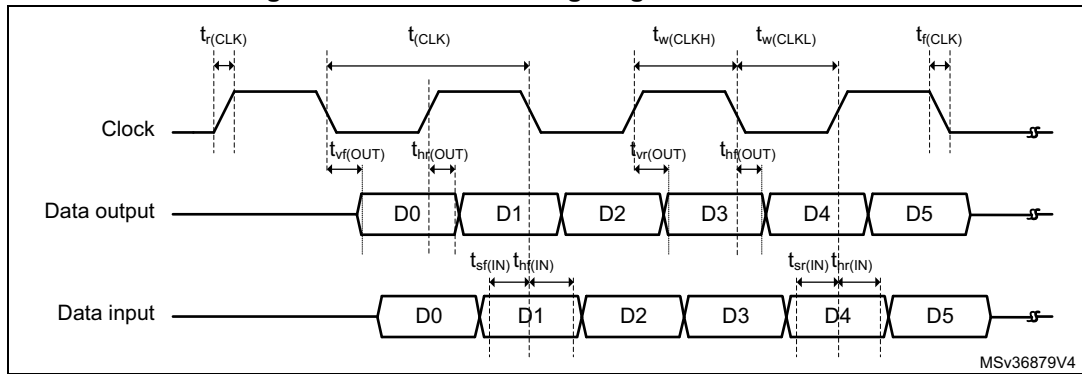 t_r(CLK) t_(CLK) t_w(CLKH) t_w(CLKL) t_f(CLK)
Clock
t_vf(OUT) t_hr(OUT) t_vr(OUT) t_hf(OUT)
Data output D0 D1 D2 D3 D4 D5
t_sf(IN) t_hf(IN) t_sr(IN) t_hr(IN)
Data input D0 D1 D2 D3 D4 D5
MSv36879V4